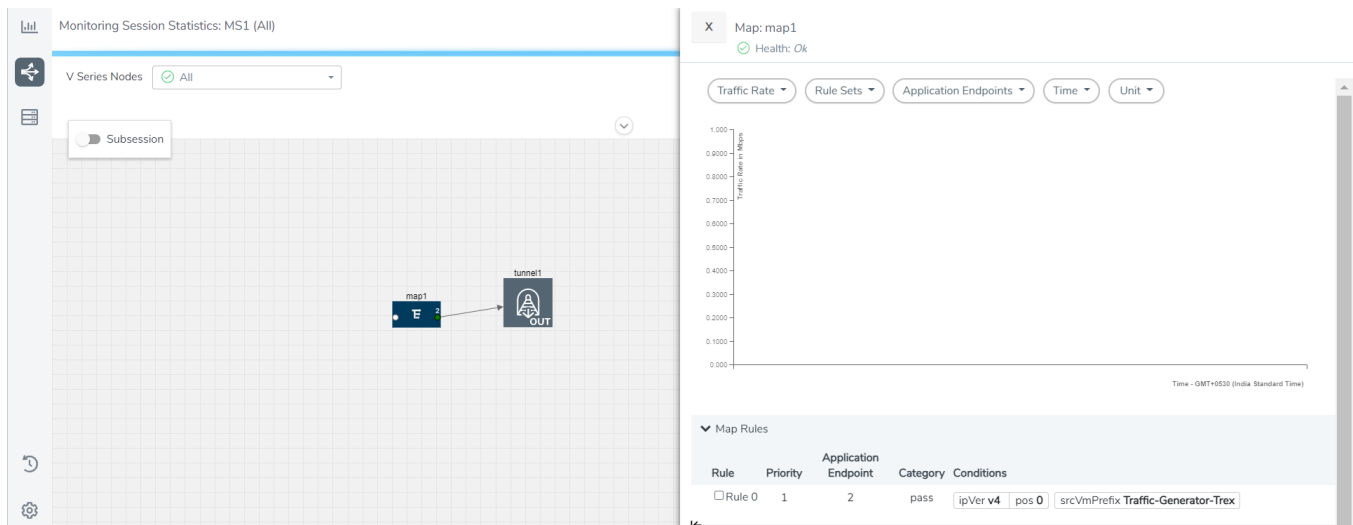 Monitoring Session Statistics: MS1 (All)
V Series Nodes All
Subsession
map1
2
tunnel1
OUT
X Map: map1
Health: Ok
Traffic Rate Rule Sets Application Endpoints Time Unit
Traffic Rate in Mbps
1.000
0.9000
0.8000
0.7000
0.6000
0.5000
0.4000
0.3000
0.2000
0.1000
0.000
Time - GMT+0530 (India Standard Time)
Map Rules
Rule Priority Application Endpoint Category Conditions
Rule 0 1 2 pass ipVer v4 pos 0 srcVmPrefix Traffic-Generator-Trex